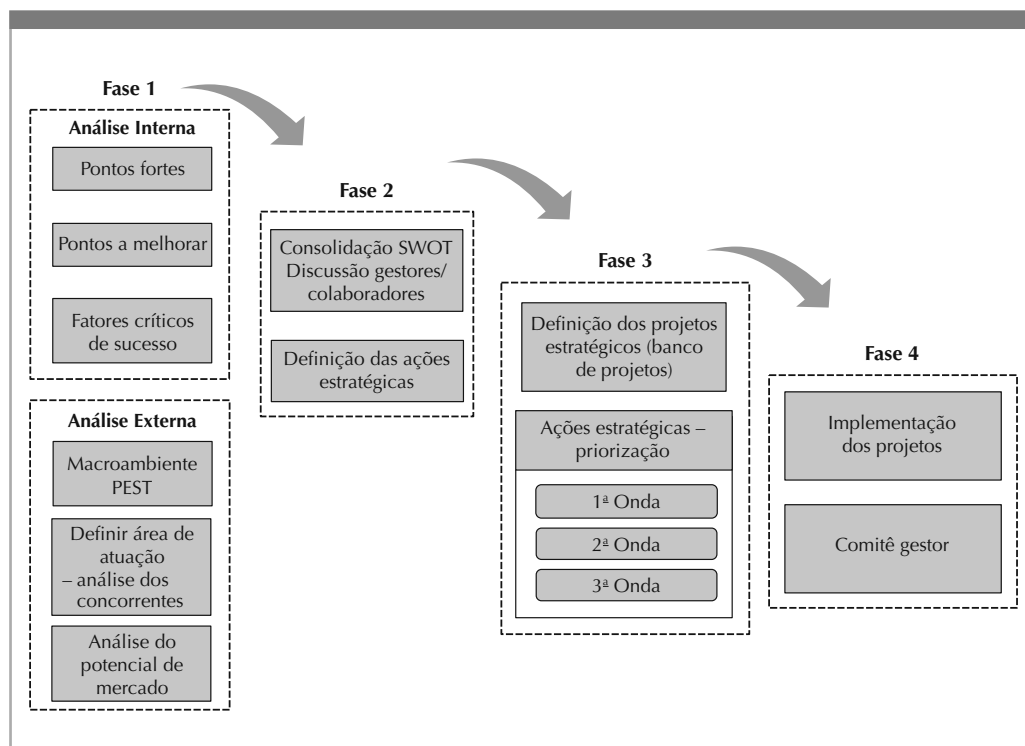 Fase 1
Análise Interna
Pontos fortes
Pontos a melhorar
Fatores críticos
de sucesso
Análise Externa
Macroambiente
PEST
Definir área de
atuação
– análise dos
concorrentes
Análise do
potencial de
mercado
Fase 2
Consolidação SWOT
Discussão gestores/
colaboradores
Definição das ações
estratégicas
Fase 3
Definição dos projetos
estratégicos (banco
de projetos)
Ações estratégicas –
priorização
1ª Onda
2ª Onda
3ª Onda
Fase 4
Implementação
dos projetos
Comitê gestor